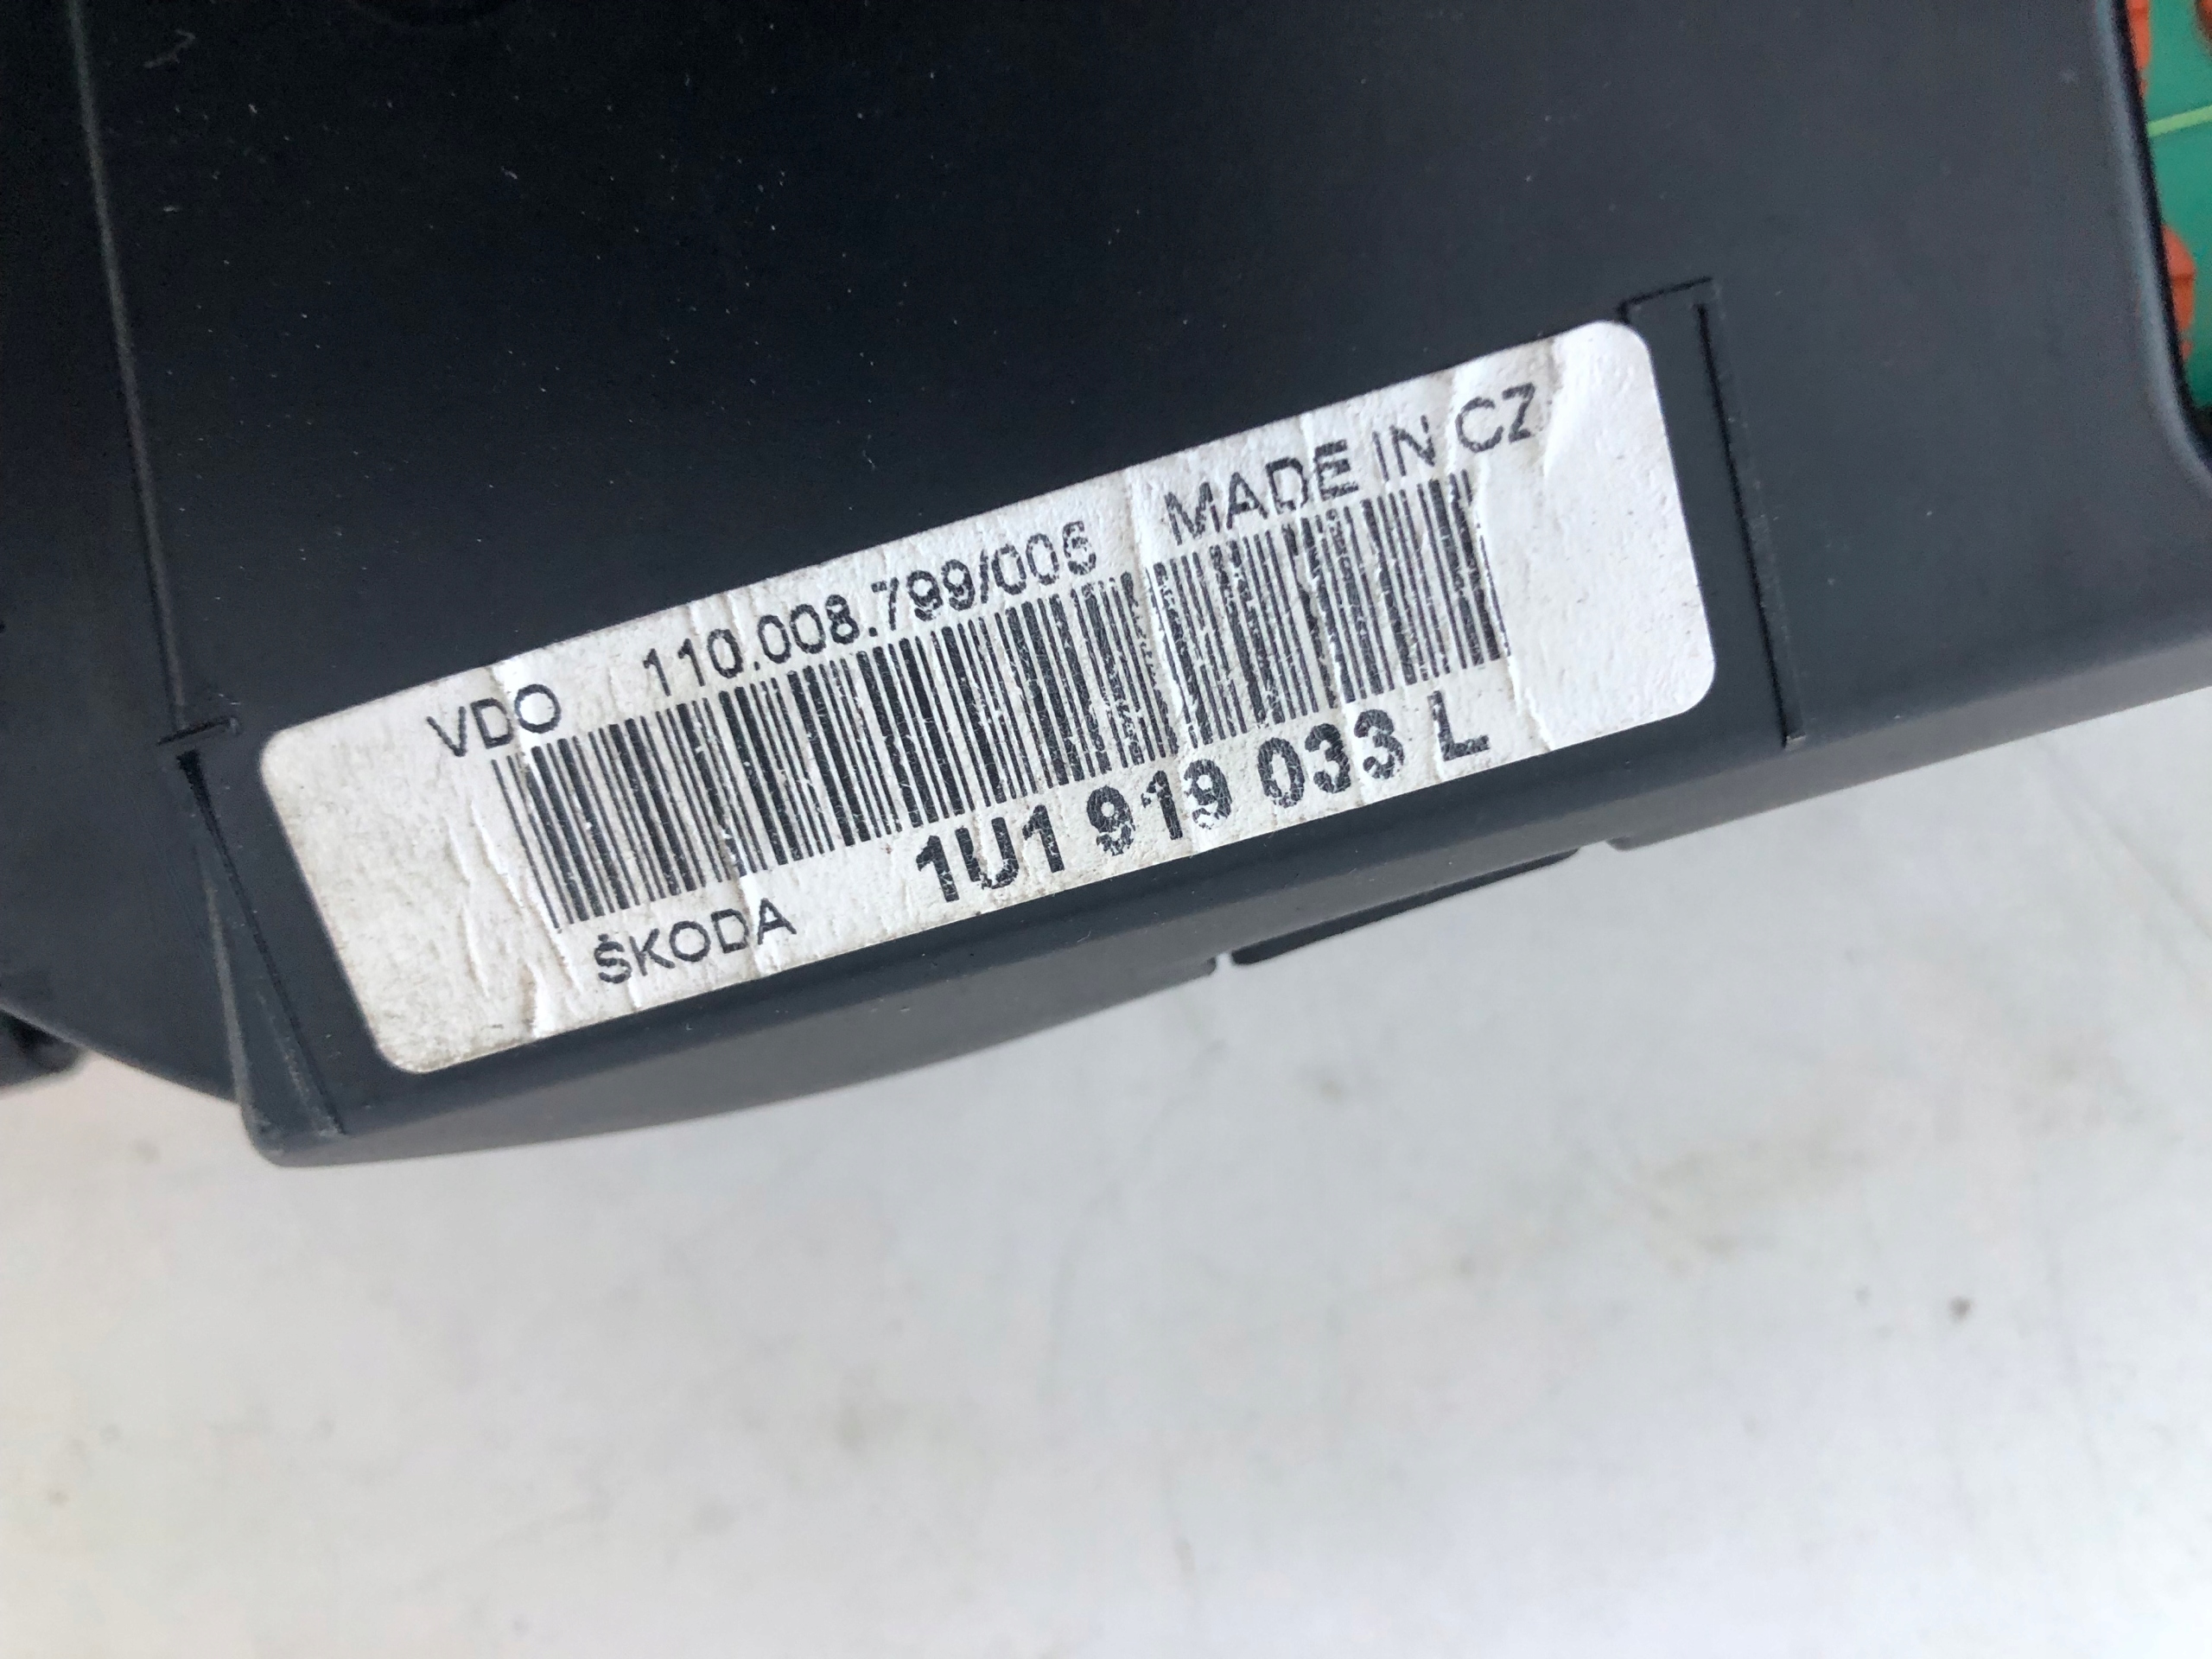 VDO 110.008.799/005 MADE IN CZ
ŠKODA 1U1 919 033 L